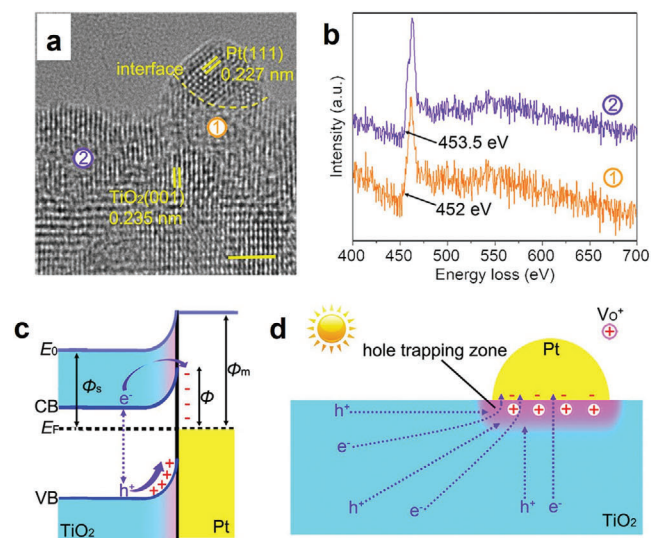 a
Pt(111)
0.227 nm
interface
①
②
TiO₂(001)
0.235 nm
b
Intensity (a.u.)
②
453.5 eV
①
452 eV
400 450 500 550 600 650 700
Energy loss (eV)
c
E₀
Φₛ
e⁻
Φₘ
Φ
CB
E_F
h⁺
VB
TiO₂
Pt
d
Vo⁺
+
hole trapping zone
Pt
- - - -
+ + + +
h⁺
e⁻
h⁺
e⁻
h⁺ e⁻
TiO₂